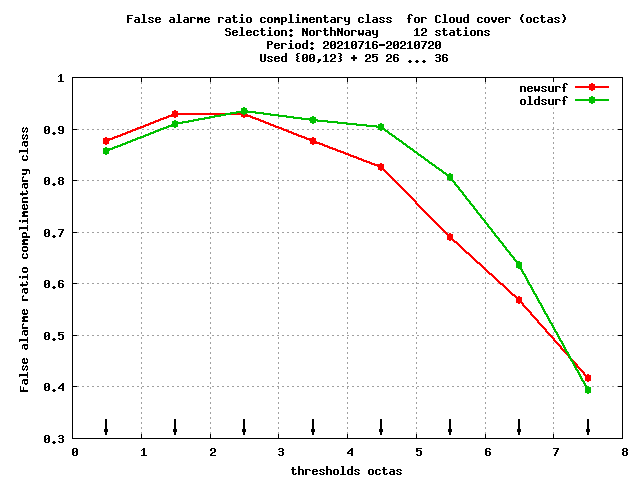 False alarme ratio complimentary class  for Cloud cover (octas)
Selection: NorthNorway     12 stations
Period: 20210716-20210720
Used {00,12} + 25 26 ... 36
newsurf
oldsurf
False alarme ratio complimentary class
1
0.9
0.8
0.7
0.6
0.5
0.4
0.3
0 1 2 3 4 5 6 7 8
thresholds octas